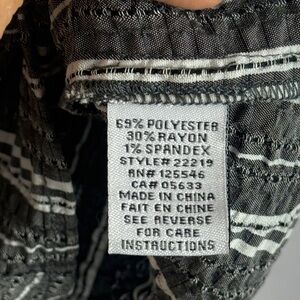 69% POLYESTER
30% RAYON
1% SPANDEX
STYLE# 22219
RN# 125546
CA# 05633
MADE IN CHINA
FAIT EN CHINE
SEE REVERSE
FOR CARE
INSTRUCTIONS